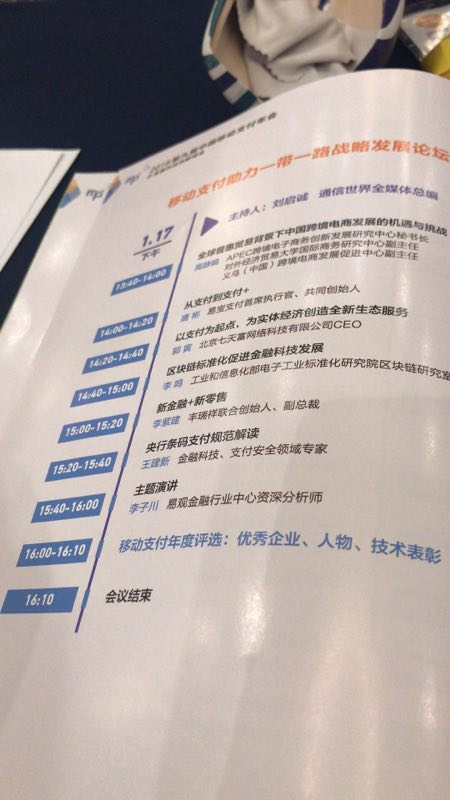 mps
mps 2018第九届中国移动支付年会
移动支付助力一带一路战略发展论坛
主持人：刘启诚 通信世界全媒体总编
1.17
下午
13:40-14:00
全球普惠贸易背景下中国跨境电商发展的机遇与挑战
APEC跨境电子商务创新发展研究中心秘书长
对外经济贸易大学国际商务研究中心副主任
义乌（中国）跨境电商发展促进中心副主任
14:00-14:20
从支付到支付+
唐彬 易宝支付首席执行官、共同创始人
14:20-14:40
以支付为起点，为实体经济创造全新生态服务
郭寅 北京七天富网络科技有限公司CEO
14:40-15:00
区块链标准化促进金融科技发展
李鸣 工业和信息化部电子工业标准化研究院区块链研究室
15:00-15:20
新金融+新零售
李紫建 丰瑞祥联合创始人、副总裁
15:20-15:40
央行条码支付规范解读
王建新 金融科技、支付安全领域专家
15:40-16:00
主题演讲
李子川 易观金融行业中心资深分析师
16:00-16:10
移动支付年度评选：优秀企业、人物、技术表彰
16:10
会议结束